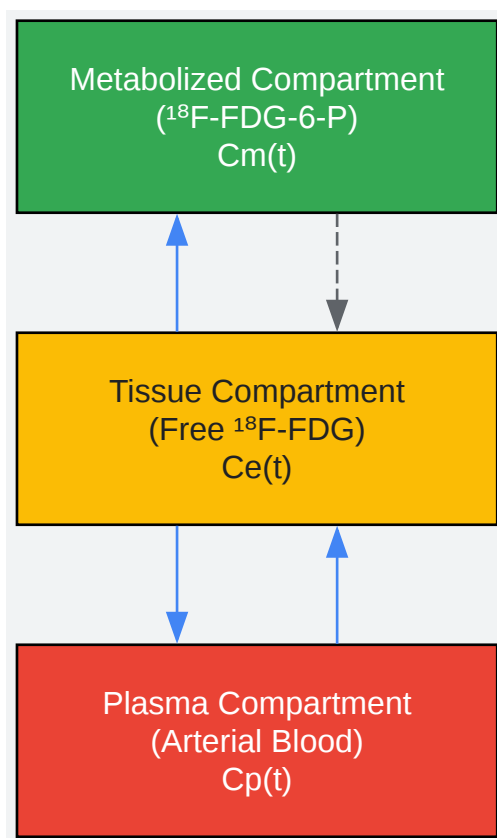 Metabolized Compartment
(¹⁸F-FDG-6-P)
Cm(t)
Tissue Compartment
(Free ¹⁸F-FDG)
Ce(t)
Plasma Compartment
(Arterial Blood)
Cp(t)